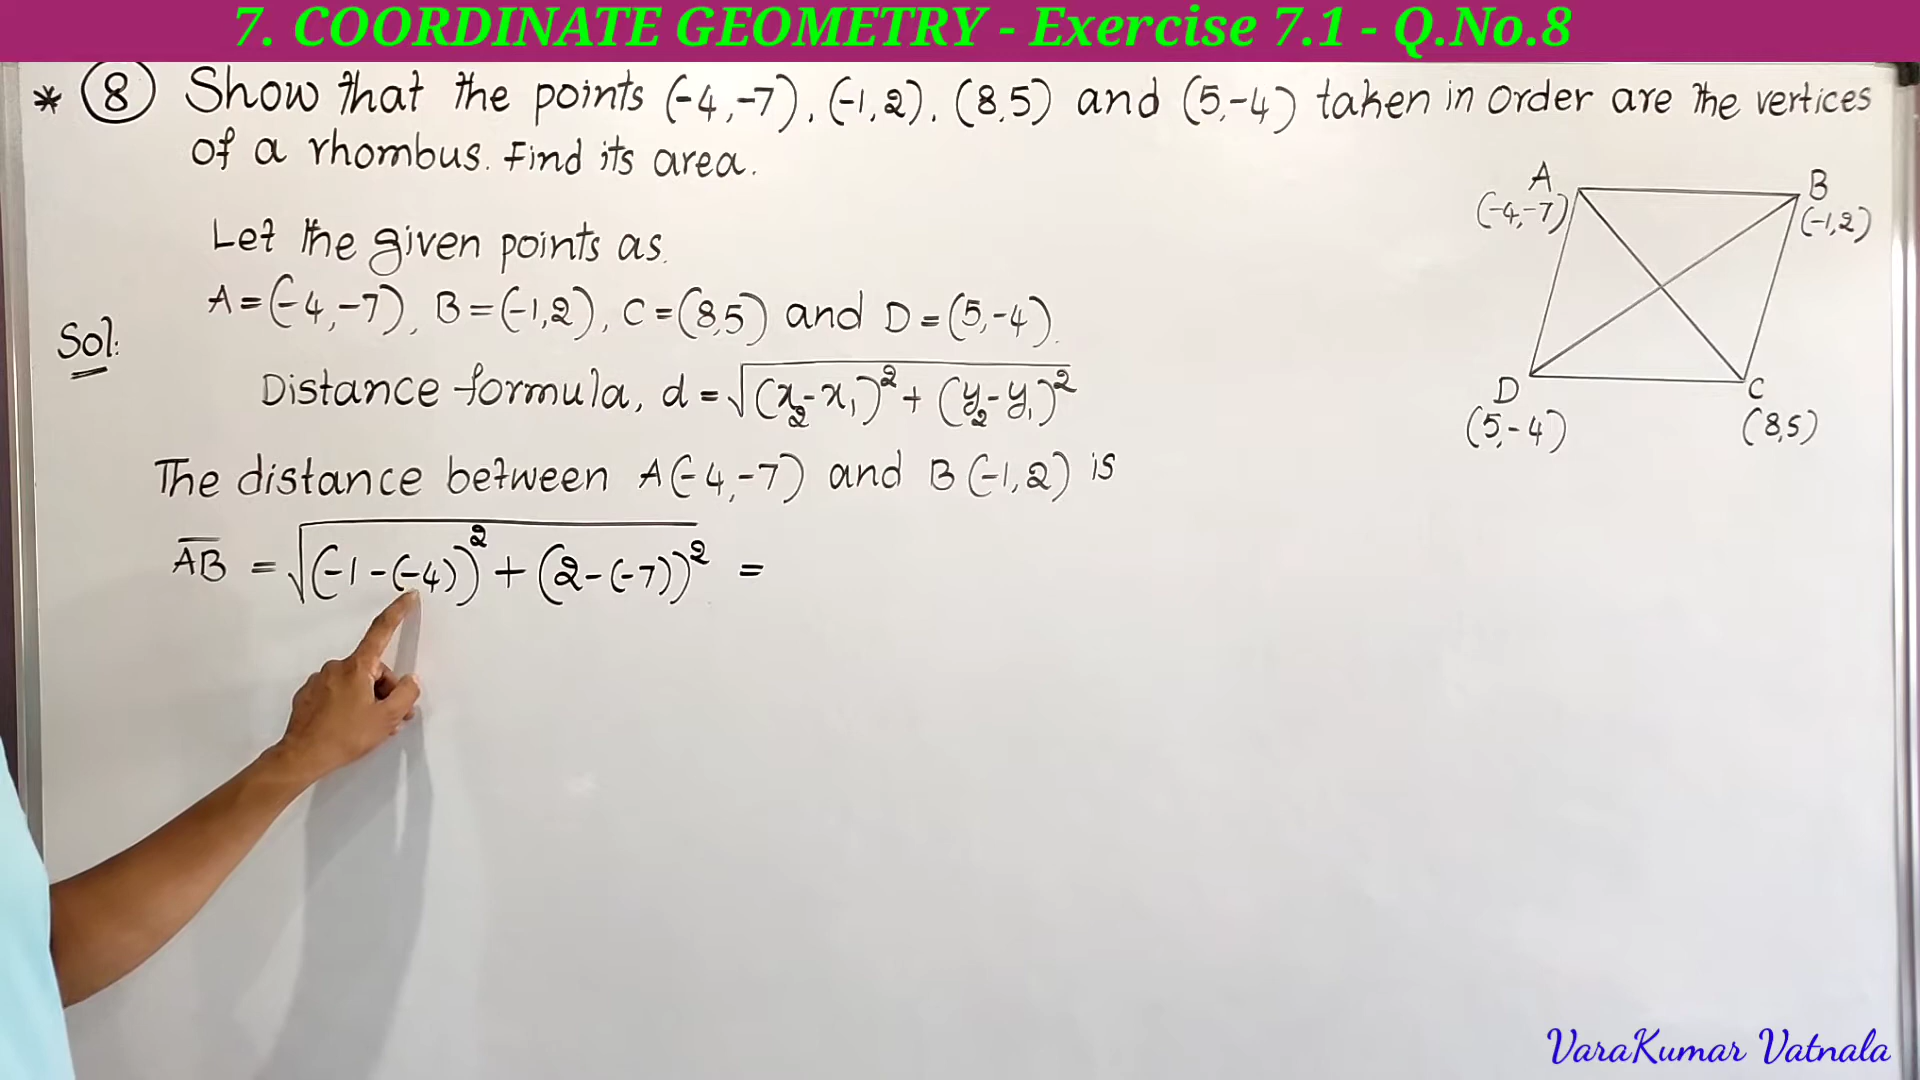 7. COORDINATE GEOMETRY - Exercise 7.1 - Q.No.8
* ⑧ Show that the points (-4,-7), (-1,2), (8,5) and (5,-4) taken in order are the vertices
of a rhombus. Find its area.
Let the given points as.
Sol:
A=(-4,-7), B=(-1,2), C=(8,5) and D=(5,-4).
Distance formula, d=√(x₂-x₁)²+(y₂-y₁)²
The distance between A(-4,-7) and B(-1,2) is
A̅B̅ = √(-1-(-4))²+(2-(-7))² =
A
(-4,-7)
B
(-1,2)
D
(5,-4)
C
(8,5)
VaraKumar Vatnala